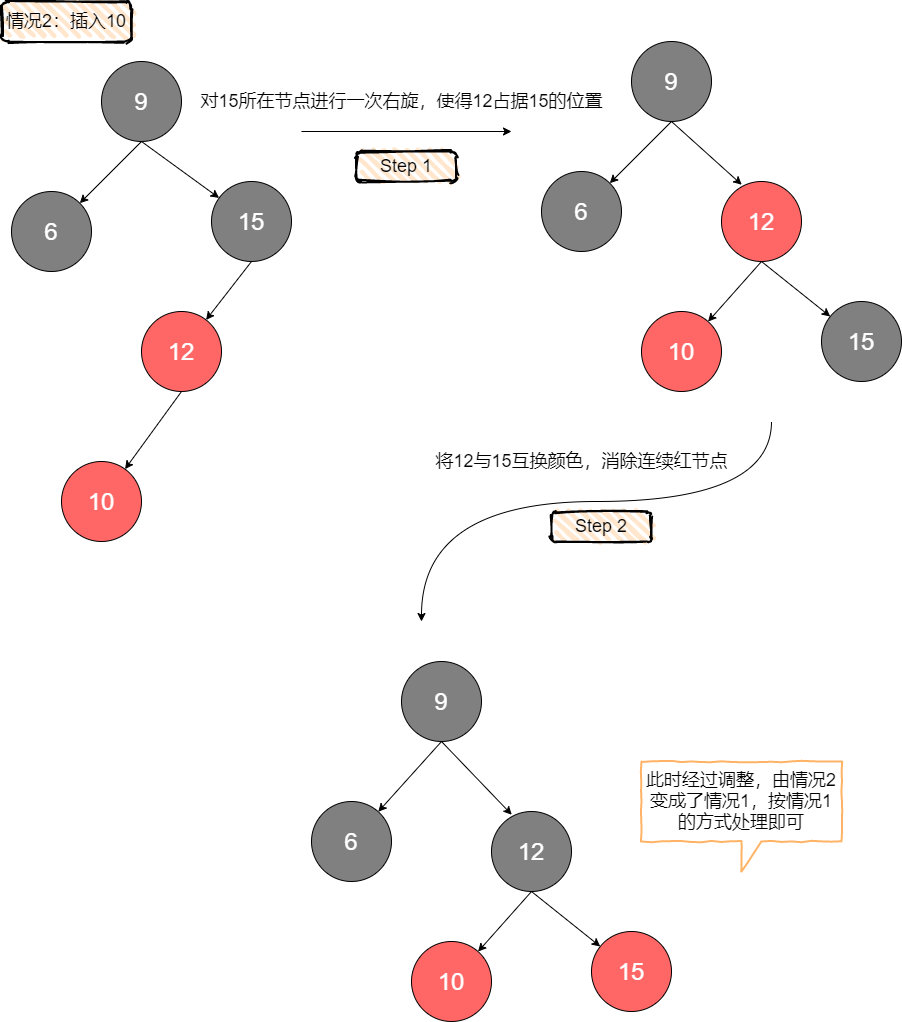 情况2：插入10
9
对15所在节点进行一次右旋，使得12占据15的位置
Step 1
6
15
12
10
9
6
12
10
15
将12与15互换颜色，消除连续红节点
Step 2
9
6
12
10
15
此时经过调整，由情况2
变成了情况1，按情况1
的方式处理即可